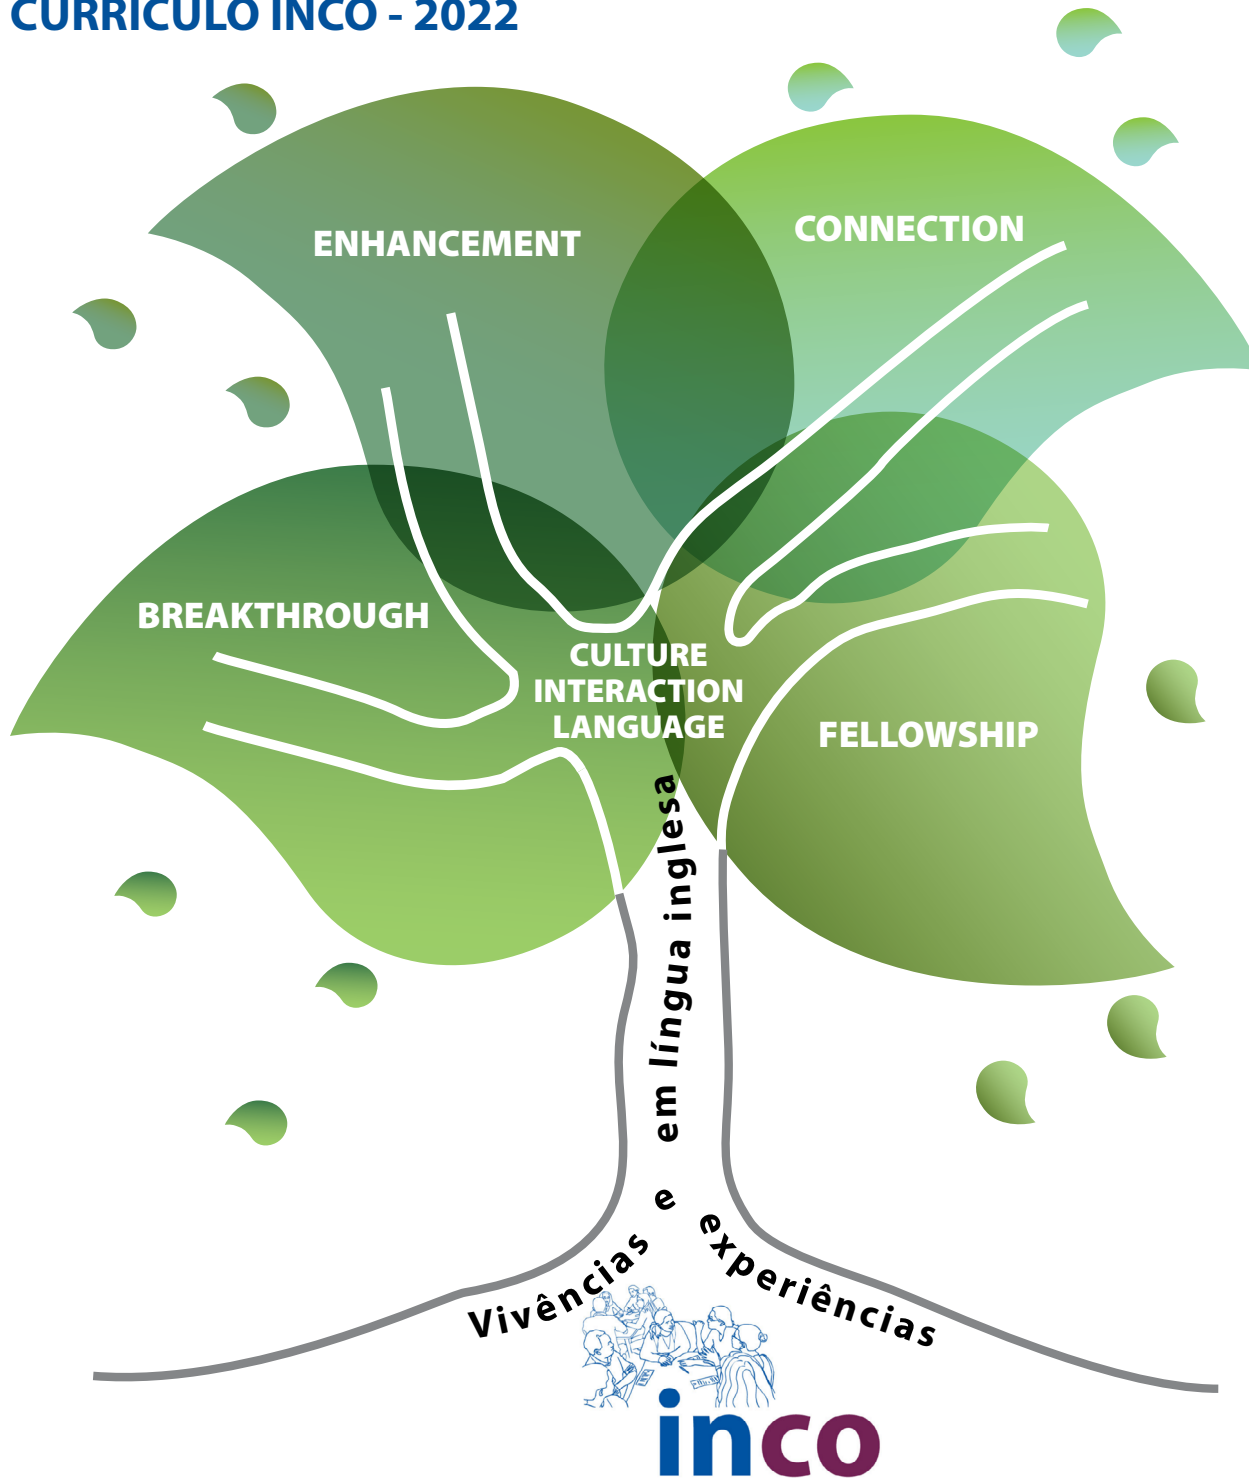 CURRÍCULO INCO - 2022
ENHANCEMENT
CONNECTION
BREAKTHROUGH
CULTURE
INTERACTION
LANGUAGE
FELLOWSHIP
Vivências e experiências
em língua inglesa
inco